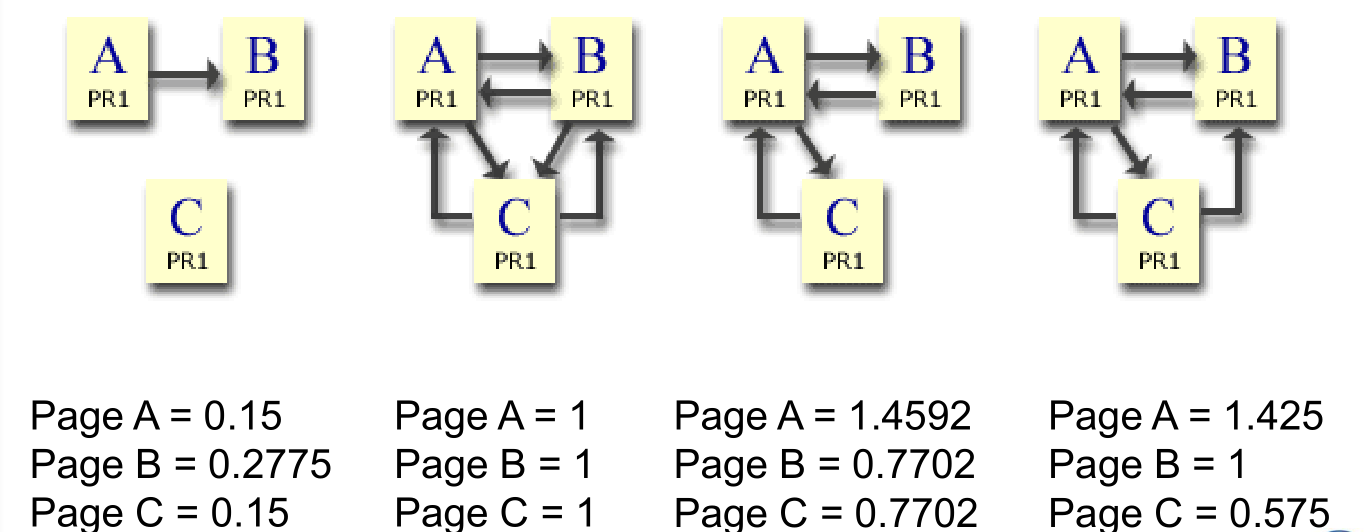 A
PR1
B
PR1
C
PR1
A
PR1
B
PR1
C
PR1
A
PR1
B
PR1
C
PR1
A
PR1
B
PR1
C
PR1
Page A = 0.15
Page B = 0.2775
Page C = 0.15
Page A = 1
Page B = 1
Page C = 1
Page A = 1.4592
Page B = 0.7702
Page C = 0.7702
Page A = 1.425
Page B = 1
Page C = 0.575